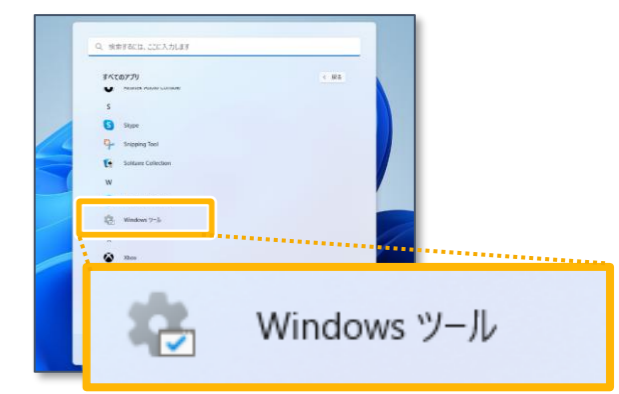 検索するには、ここに入力します
すべてのアプリ
戻る
S
Skype
Snipping Tool
Solitaire Collection
W
Windows ツール
Xbox
Windows ツール